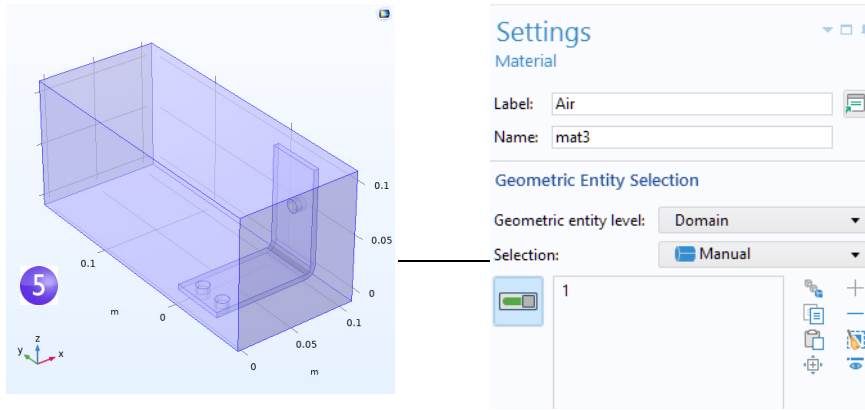 0.1
0.05
0
0.1
0.1
m
0
0.05
0
m
5
z
y
x
Settings
Material
Label: Air
Name: mat3
Geometric Entity Selection
Geometric entity level: Domain
Selection: Manual
1